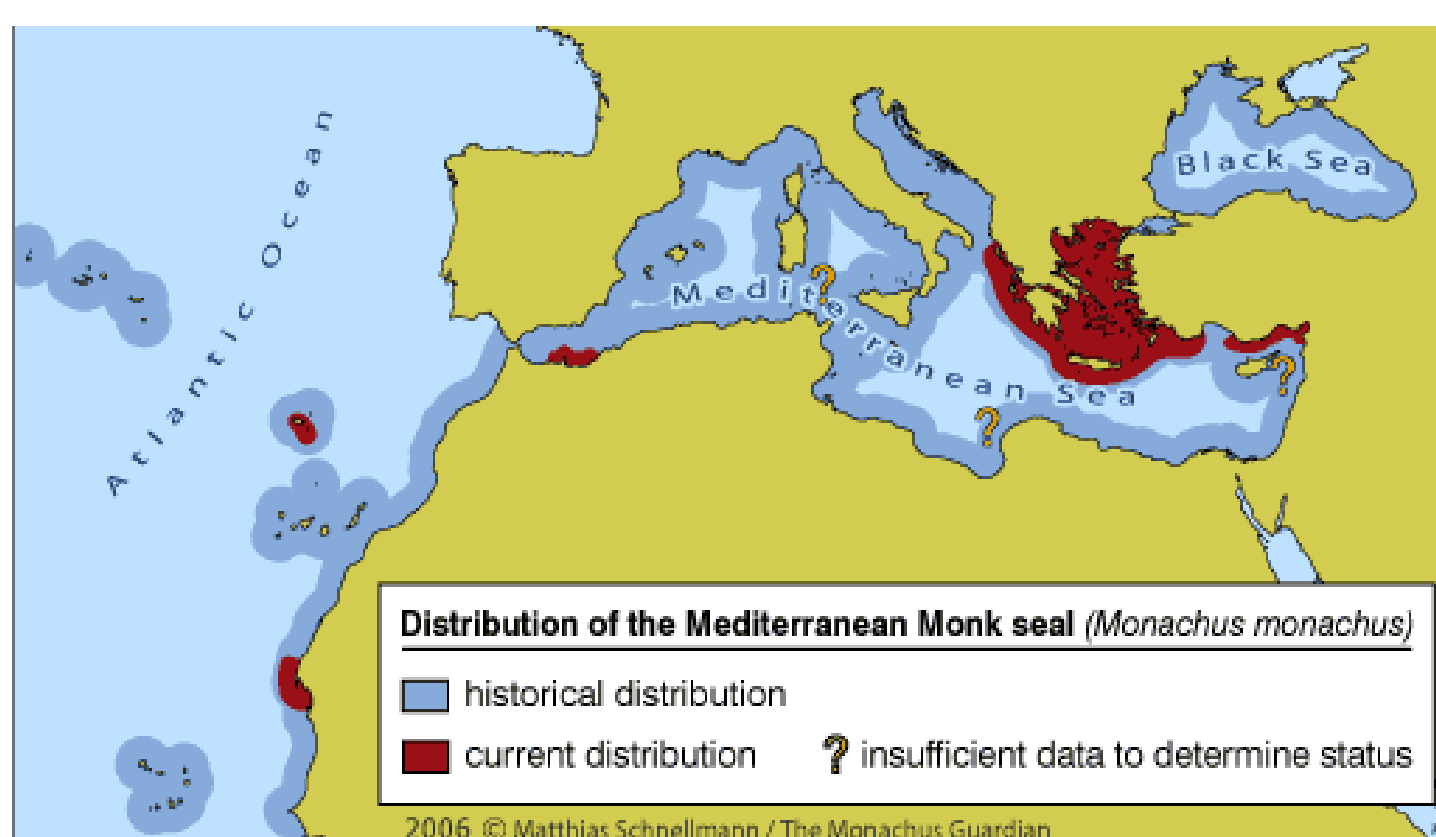 Atlantic Ocean
Black Sea
Mediterranean Sea
?
?
?
Distribution of the Mediterranean Monk seal (Monachus monachus)
historical distribution
current distribution ? insufficient data to determine status
2006 © Matthias Schnellmann / The Monachus Guardian